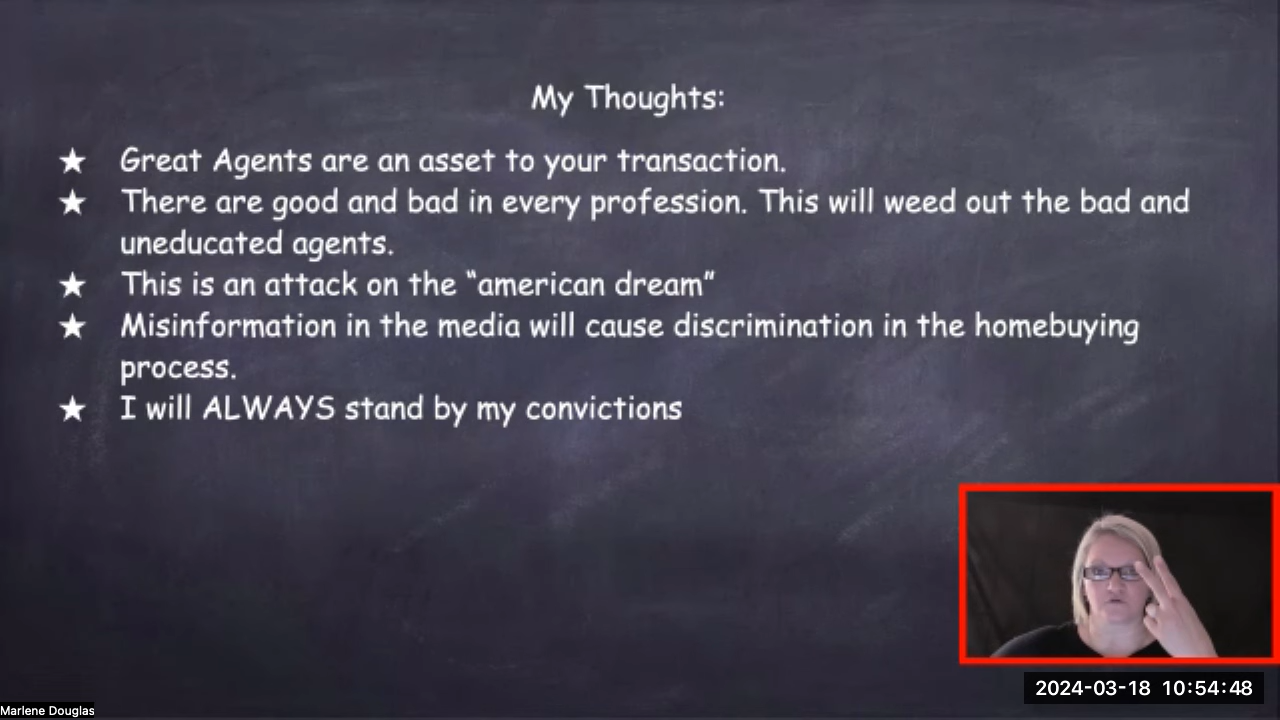 My Thoughts:
★ Great Agents are an asset to your transaction.
★ There are good and bad in every profession. This will weed out the bad and
uneducated agents.
★ This is an attack on the “american dream”
★ Misinformation in the media will cause discrimination in the homebuying
process.
★ I will ALWAYS stand by my convictions
2024-03-18 10:54:48
Marlene Douglas